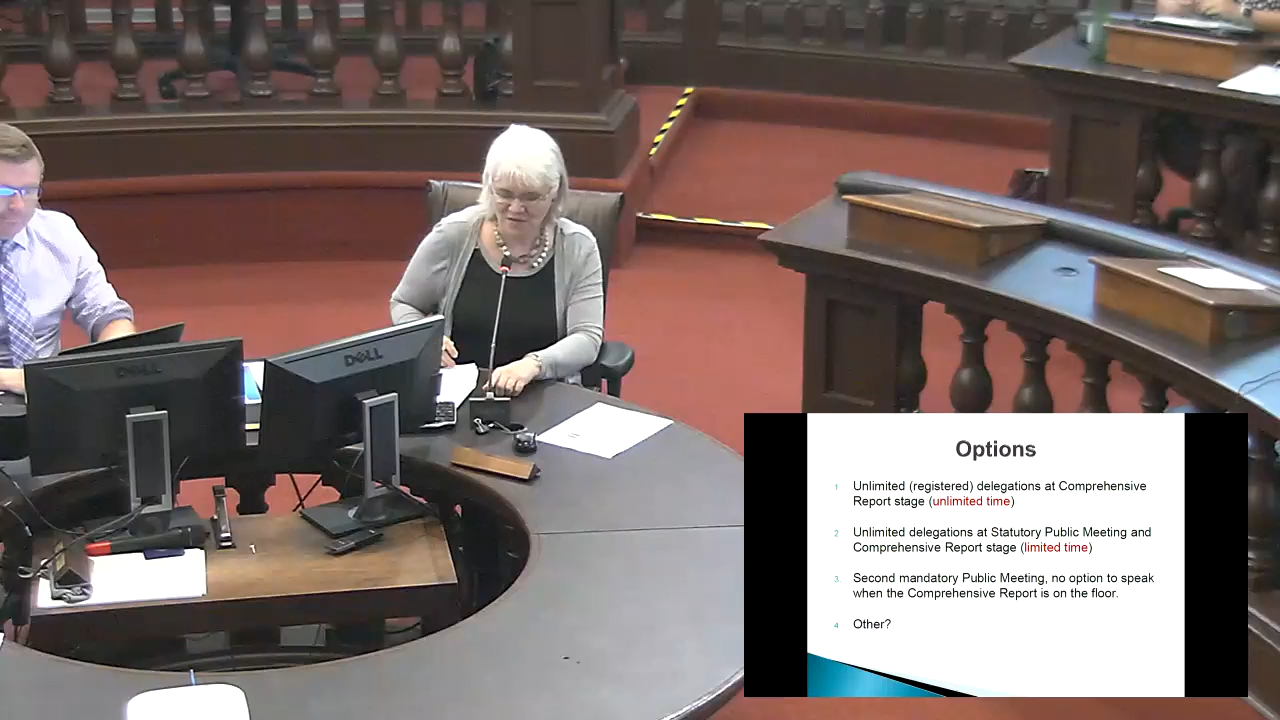 DELL
DELL
Options
1 Unlimited (registered) delegations at Comprehensive
Report stage (unlimited time)
2 Unlimited delegations at Statutory Public Meeting and
Comprehensive Report stage (limited time)
3. Second mandatory Public Meeting, no option to speak
when the Comprehensive Report is on the floor.
4 Other?